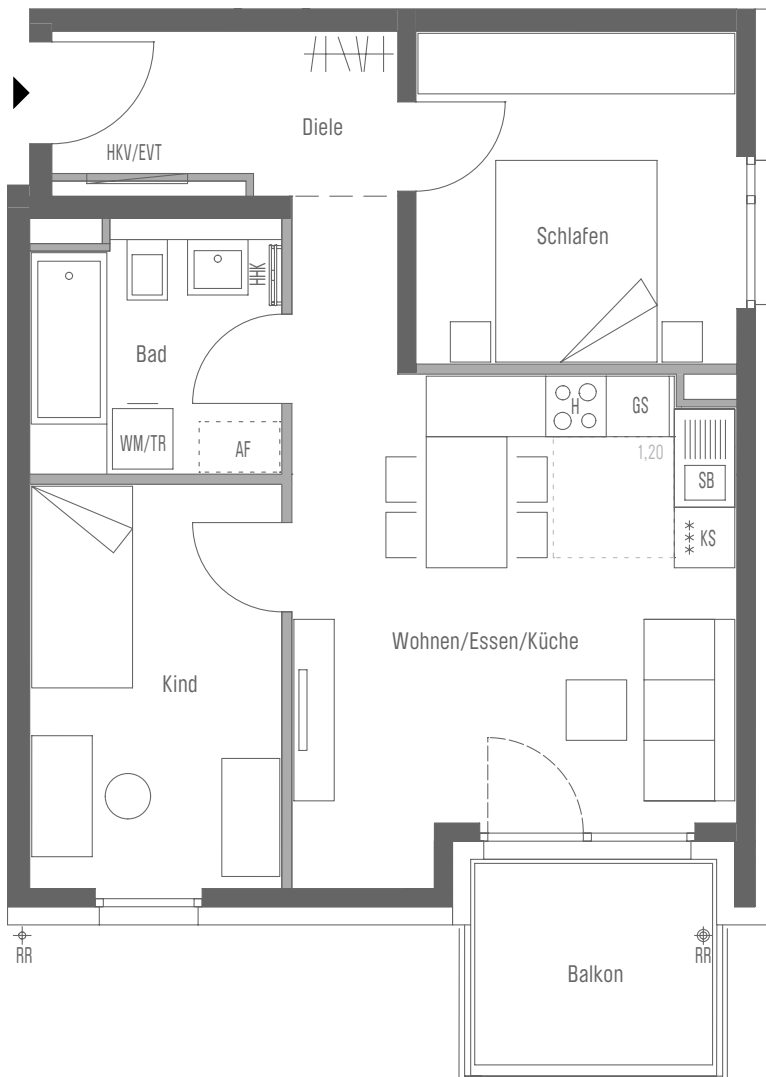 Diele
HKV/EVT
Schlafen
HHK
Bad
H
GS
WM/TR
AF
1,20
SB
KS
Wohnen/Essen/Küche
Kind
RR
RR
Balkon